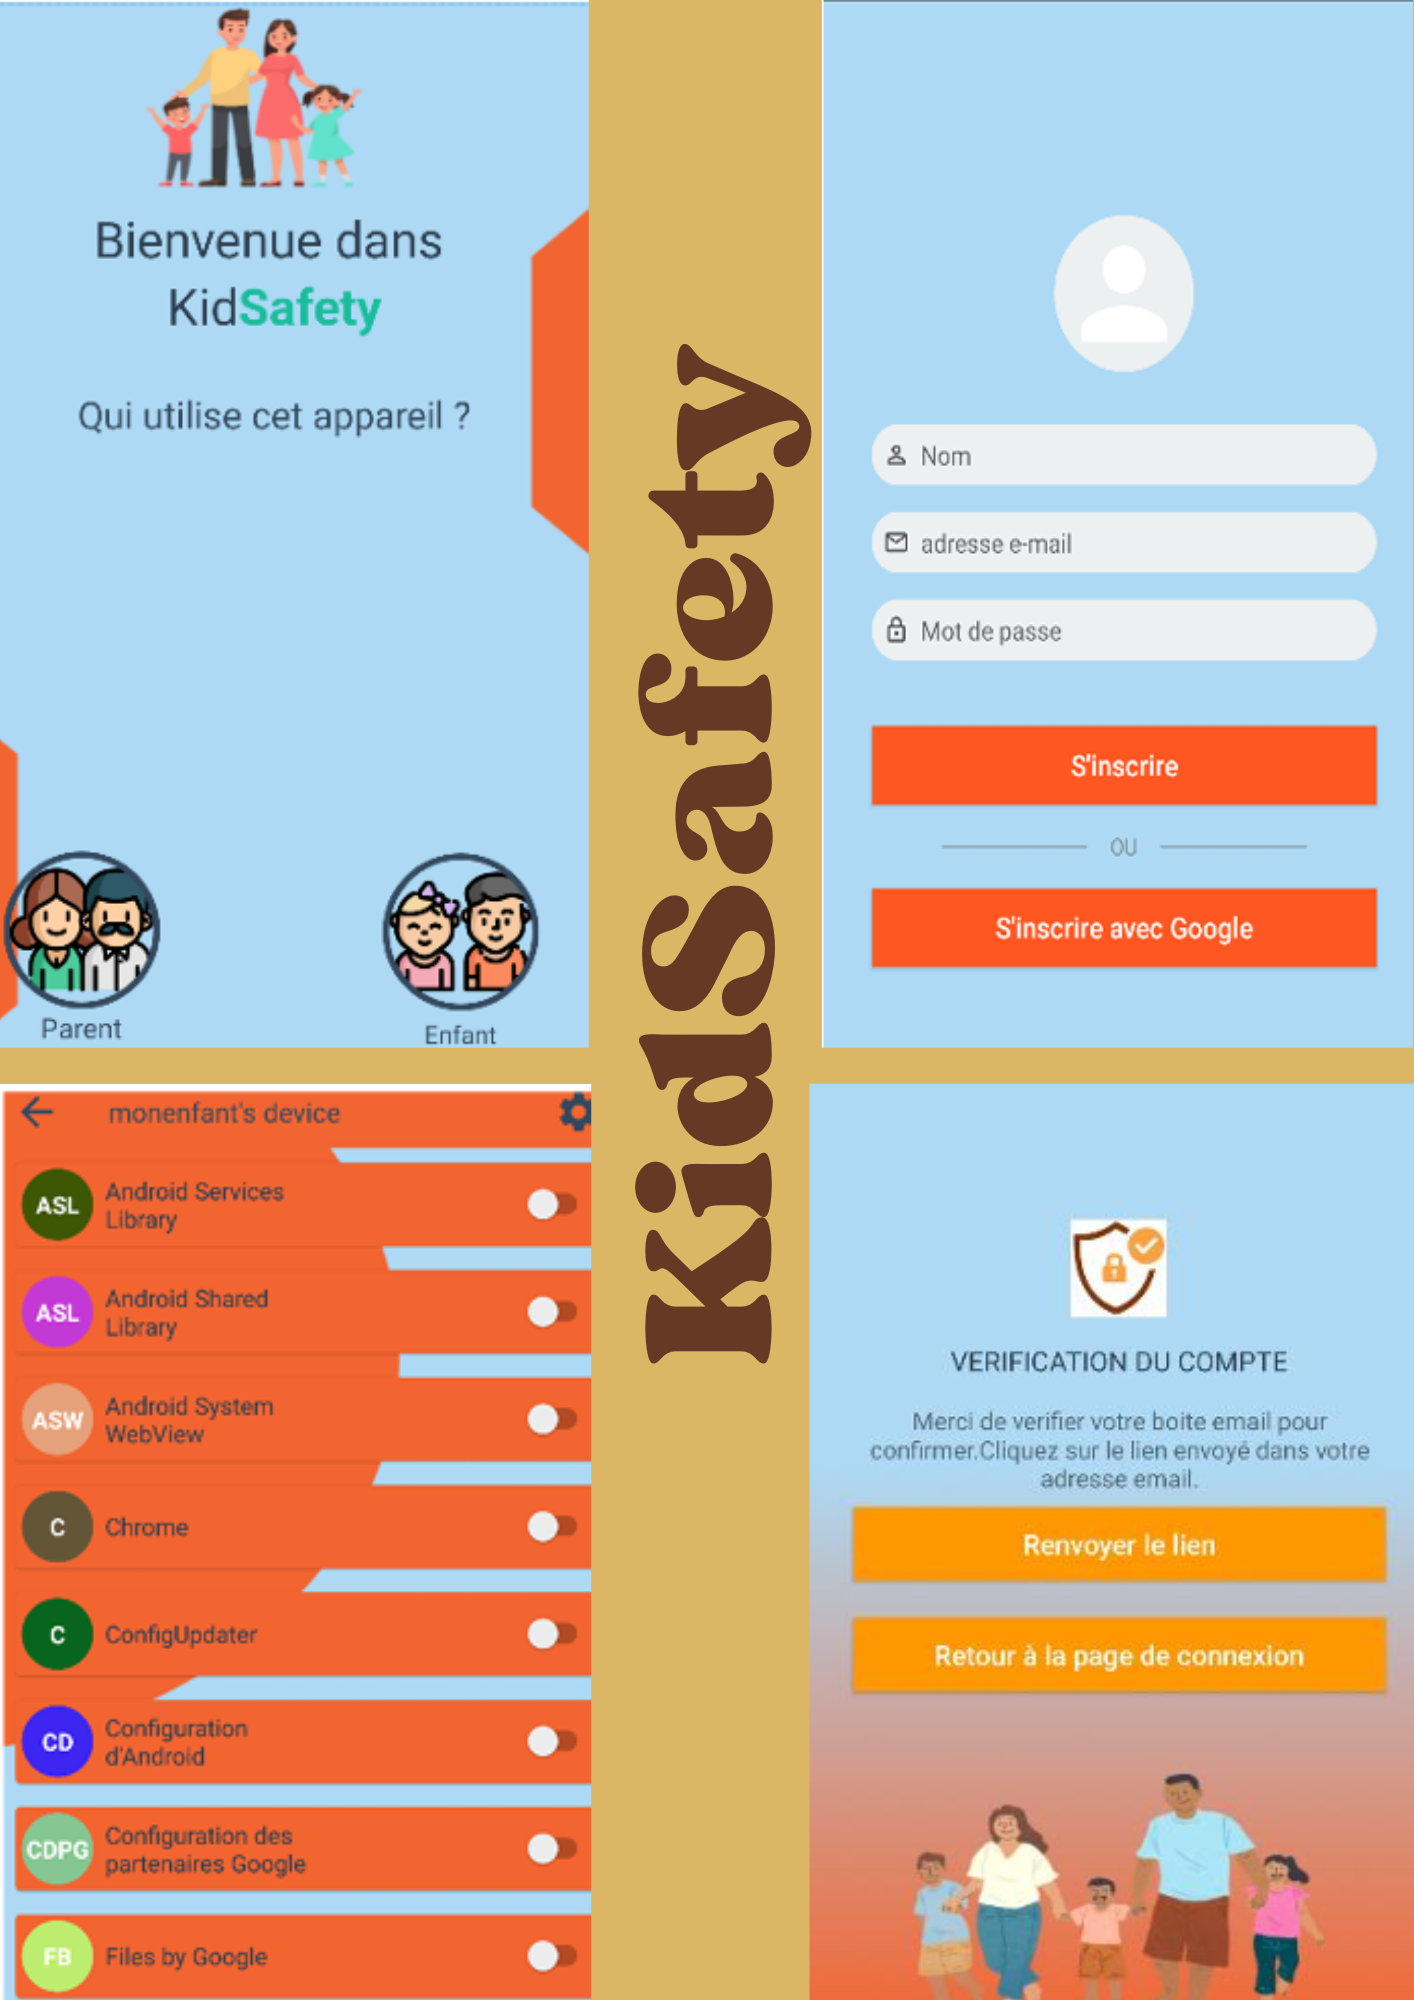 Bienvenue dans
KidSafety
Qui utilise cet appareil ?
Parent
Enfant
KidSafety
Nom
adresse e-mail
Mot de passe
S'inscrire
OU
S'inscrire avec Google
monenfant's device
ASL
Android Services
Library
ASL
Android Shared
Library
ASW
Android System
WebView
C
Chrome
C
ConfigUpdater
CD
Configuration
d'Android
CDPG
Configuration des
partenaires Google
FB
Files by Google
VERIFICATION DU COMPTE
Merci de verifier votre boite email pour
confirmer.Cliquez sur le lien envoyé dans votre
adresse email.
Renvoyer le lien
Retour à la page de connexion